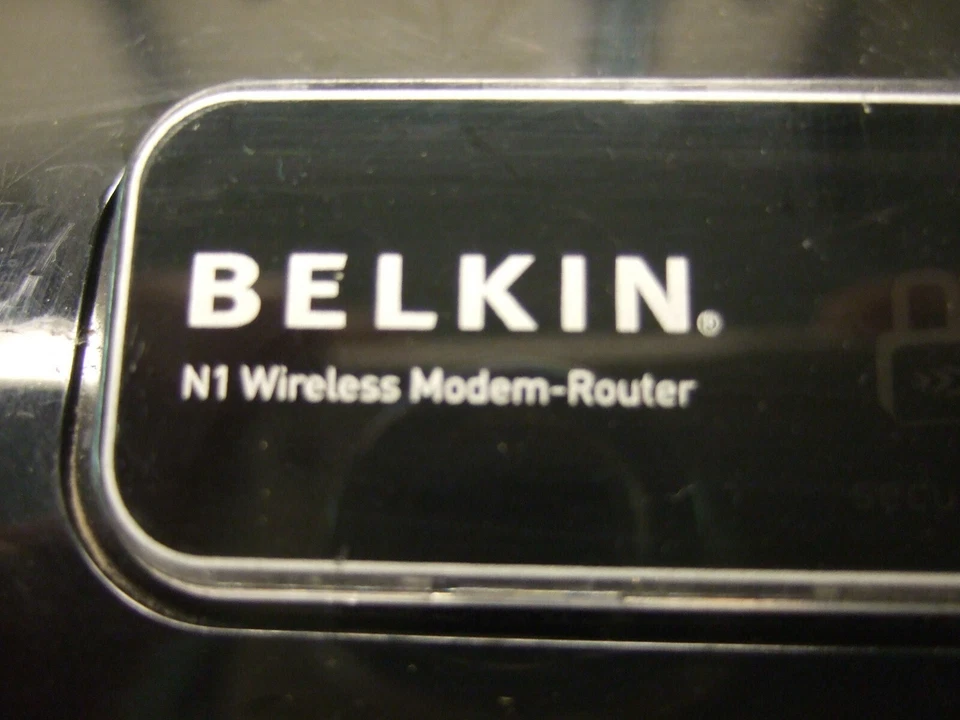 BELKIN®
N1 Wireless Modem-Router